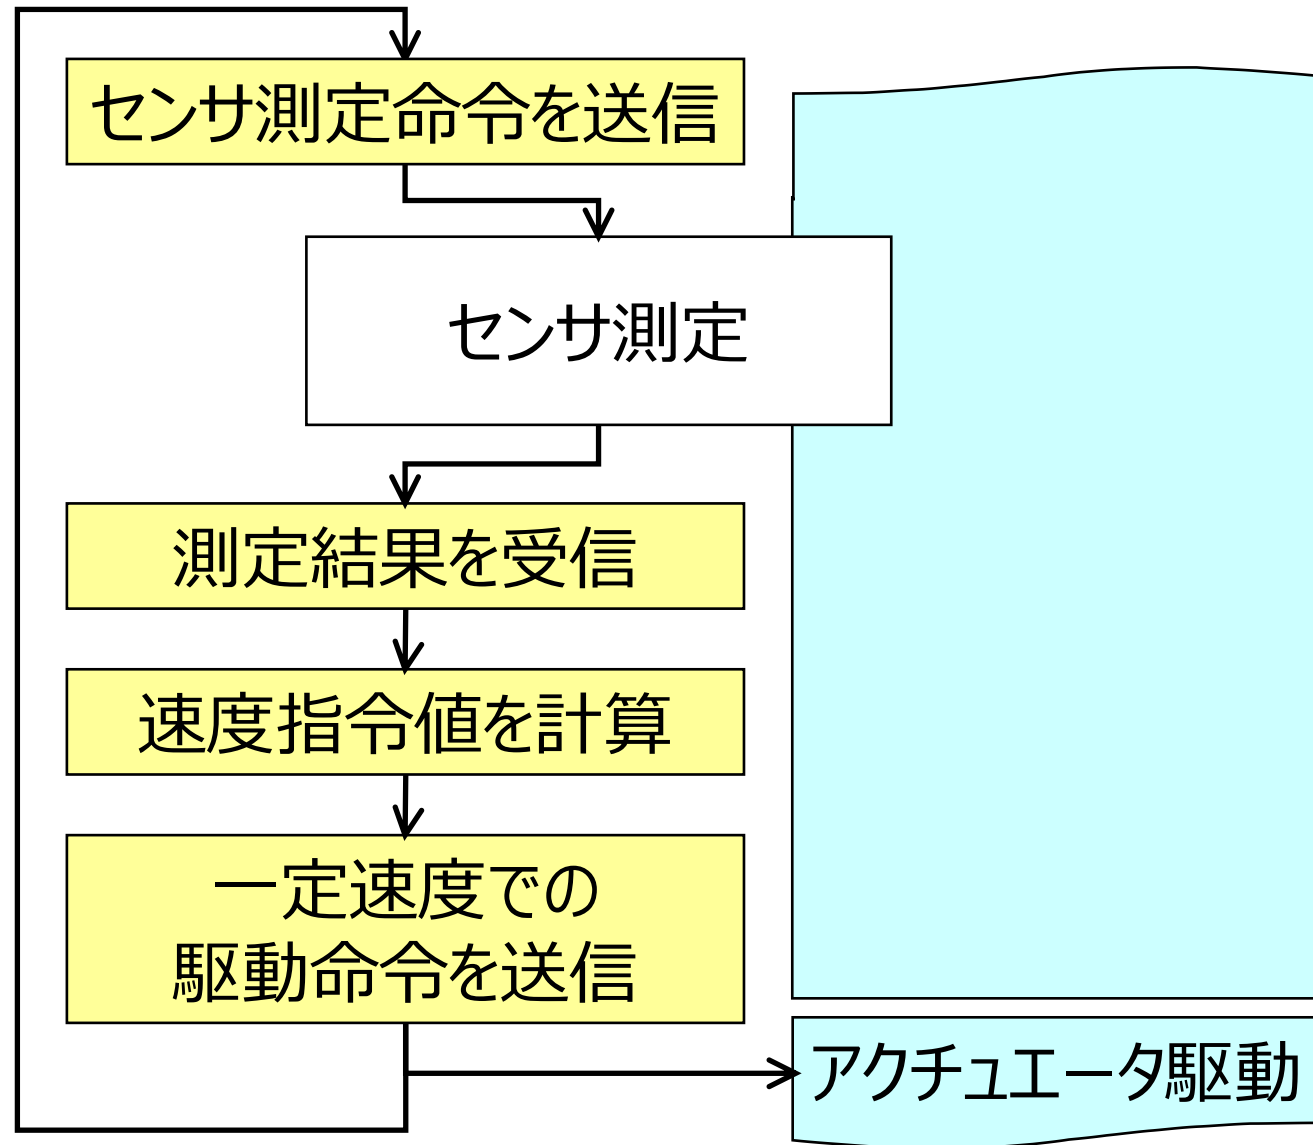 センサ測定命令を送信
センサ測定
測定結果を受信
速度指令値を計算
一定速度での
駆動命令を送信
アクチュエータ駆動